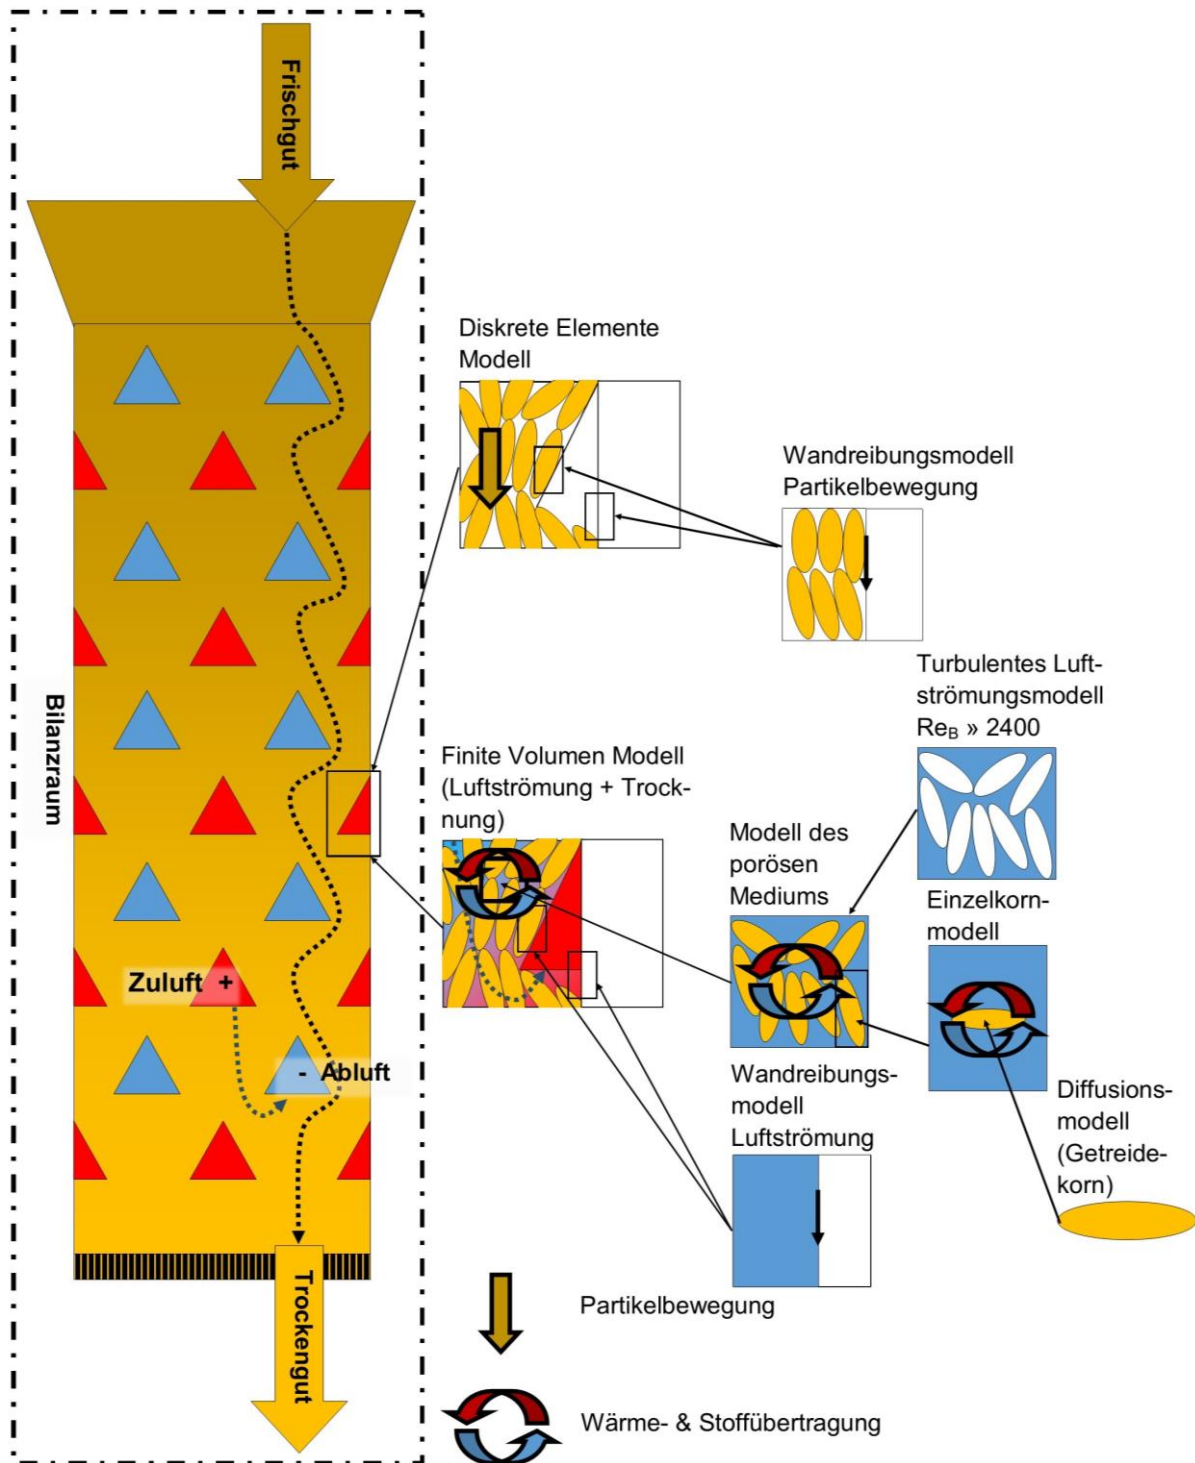 Frischgut
Diskrete Elemente
Modell
Wandreibungsmodell
Partikelbewegung
Turbulentes Luft-
strömungsmodell
Re_B » 2400
Bilanzraum
Finite Volumen Modell
(Luftströmung + Trock-
nung)
Modell des
porösen
Mediums
Einzelkorn-
modell
Zuluft +
- Abluft
Wandreibungs-
modell
Luftströmung
Diffusions-
modell
(Getreide-
korn)
Trockengut
Partikelbewegung
Wärme- & Stoffübertragung